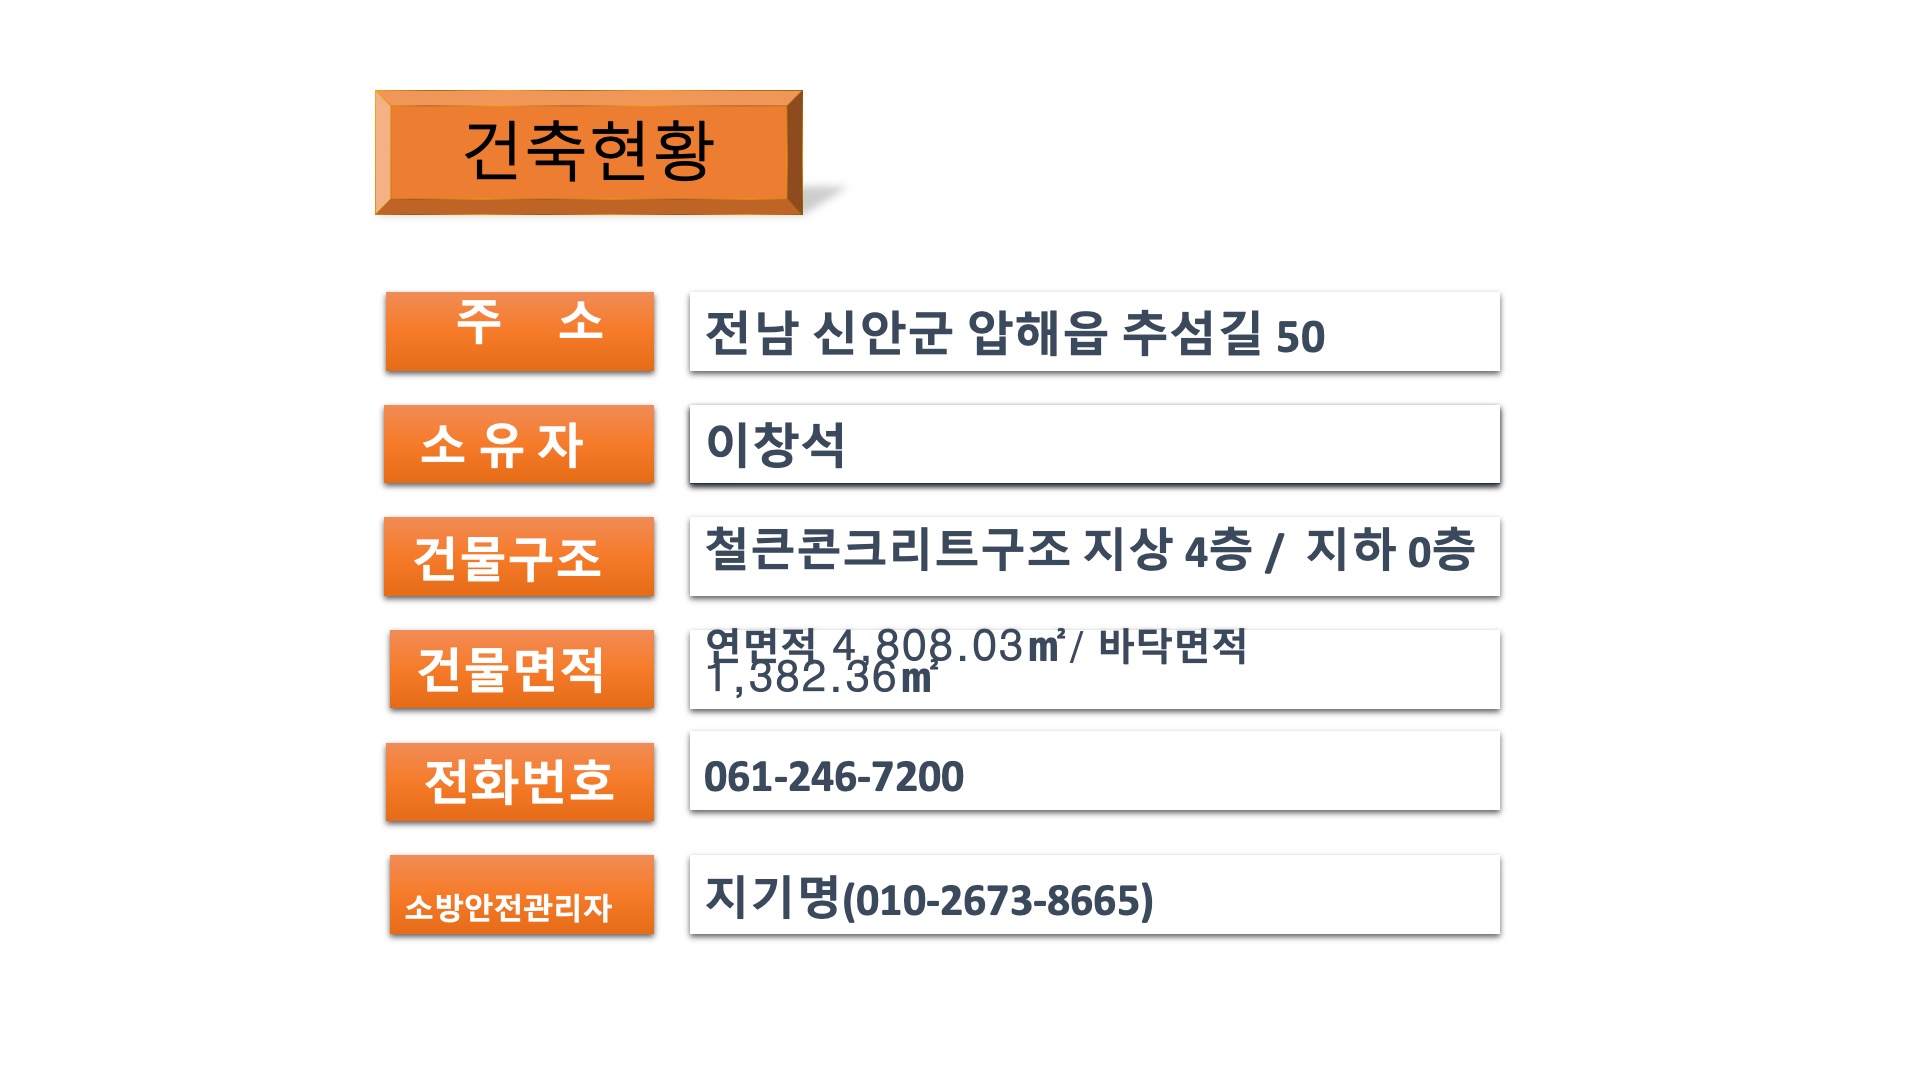 건축현황
주 소
전남 신안군 압해읍 추섬길 50
소 유 자
이창석
건물구조
철큰콘크리트구조 지상 4층 / 지하 0층
건물면적
연면적 4,808.03㎡/ 바닥면적
1,382.36㎡
전화번호
061-246-7200
소방안전관리자
지기명(010-2673-8665)